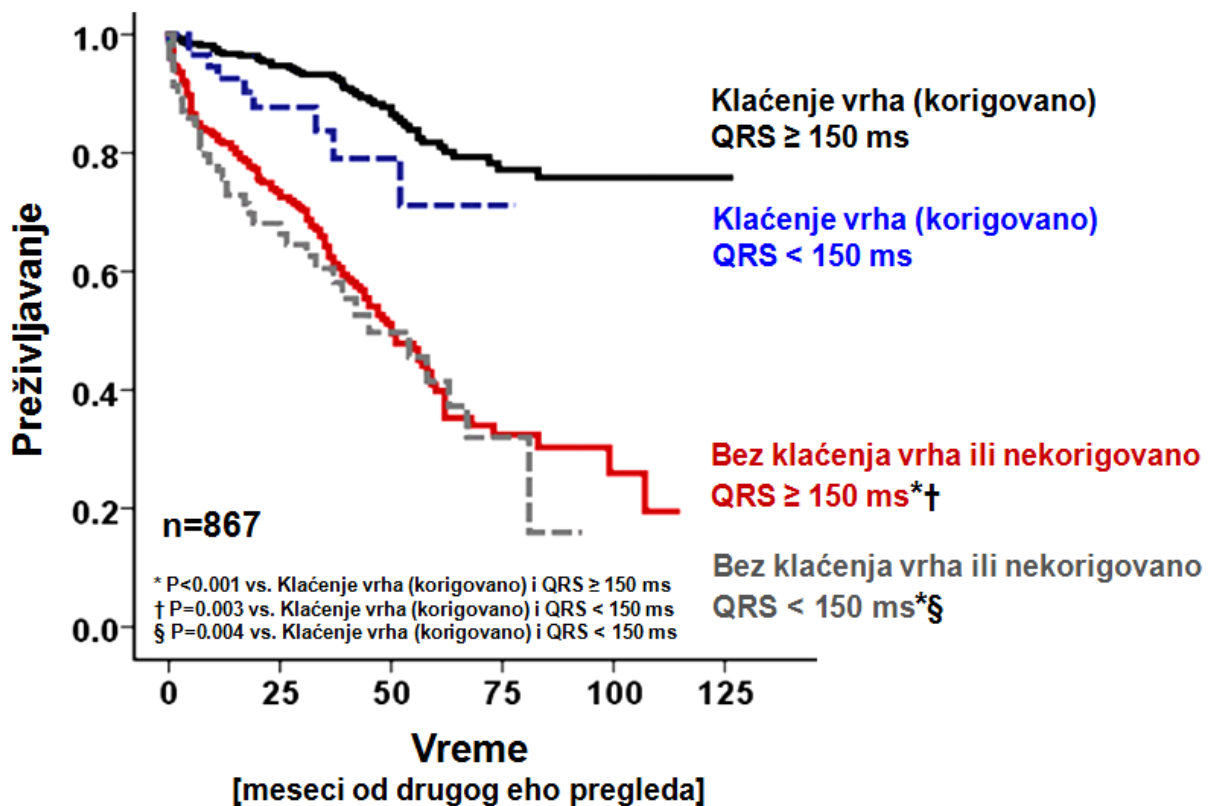 1.0
0.8
0.6
0.4
0.2
0.0
Preživljavanje
Klaćenje vrha (korigovano)
QRS ≥ 150 ms
Klaćenje vrha (korigovano)
QRS < 150 ms
Bez klaćenja vrha ili nekorigovano
QRS ≥ 150 ms*†
Bez klaćenja vrha ili nekorigovano
QRS < 150 ms*§
n=867
* P<0.001 vs. Klaćenje vrha (korigovano) i QRS ≥ 150 ms
† P=0.003 vs. Klaćenje vrha (korigovano) i QRS < 150 ms
§ P=0.004 vs. Klaćenje vrha (korigovano) i QRS < 150 ms
0 25 50 75 100 125
Vreme
[meseci od drugog eho pregleda]